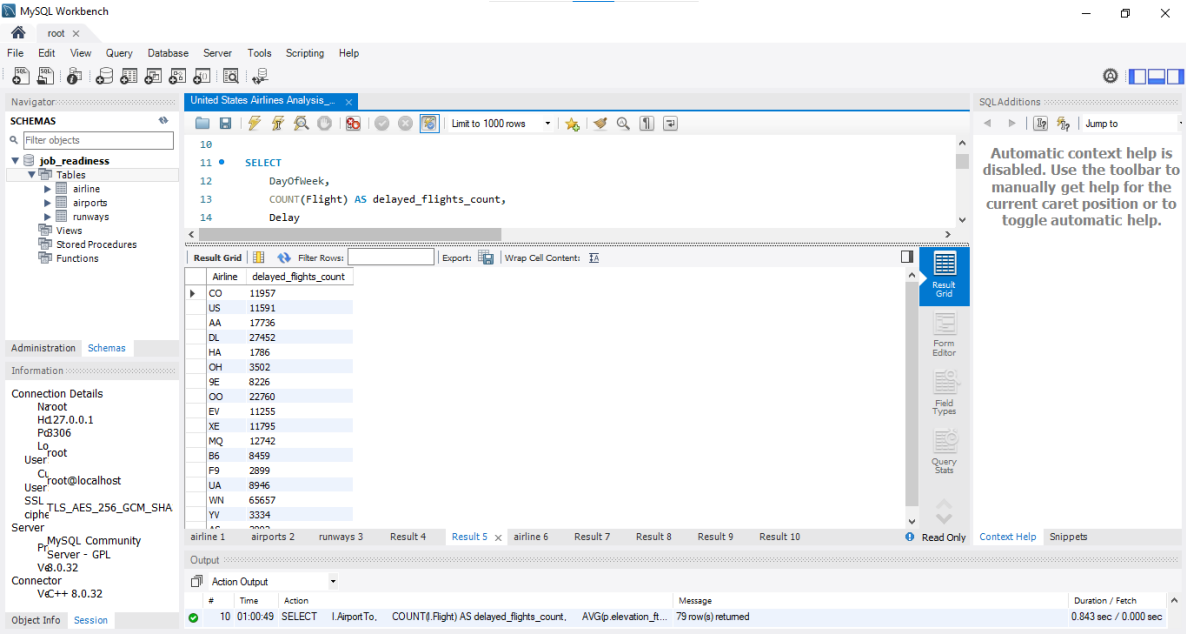 MySQL Workbench
root
File Edit View Query Database Server Tools Scripting Help
Navigator
SCHEMAS
Filter objects
job_readiness
Tables
airline
airports
runways
Views
Stored Procedures
Functions
Administration Schemas
Information
Connection Details
root
127.0.0.1
3306
root
User
root@localhost
User
SSL
TLS_AES_256_GCM_SHA
Server
MySQL Community
Server - GPL
8.0.32
Connector
C++ 8.0.32
Object Info Session
United States Airlines Analysis_...
Limit to 1000 rows
10
11 SELECT
12 DayOfWeek,
13 COUNT(Flight) AS delayed_flights_count,
14 Delay
Result Grid Filter Rows: Export: Wrap Cell Content:
Airline delayed_flights_count
CO 11957
US 11591
AA 17736
DL 27452
HA 1786
OH 3502
9E 8226
OO 22760
EV 11255
XE 11795
MQ 12742
B6 8459
F9 2899
UA 8946
WN 65657
YV 3334
Result
Grid
Form
Editor
Field
Types
Query
Stats
airline 1 airports 2 runways 3 Result 4 Result 5 airline 6 Result 7 Result 8 Result 9 Result 10
Read Only
Output
Action Output
# Time Action Message Duration / Fetch
10 01:00:49 SELECT l.AirportTo, COUNT(l.Flight) AS delayed_flights_count, AVG(p.elevation_ft... 79 row(s) returned 0.843 sec / 0.000 sec
SQLAdditions
Jump to
Automatic context help is
disabled. Use the toolbar to
manually get help for the
current caret position or to
toggle automatic help.
Context Help Snippets